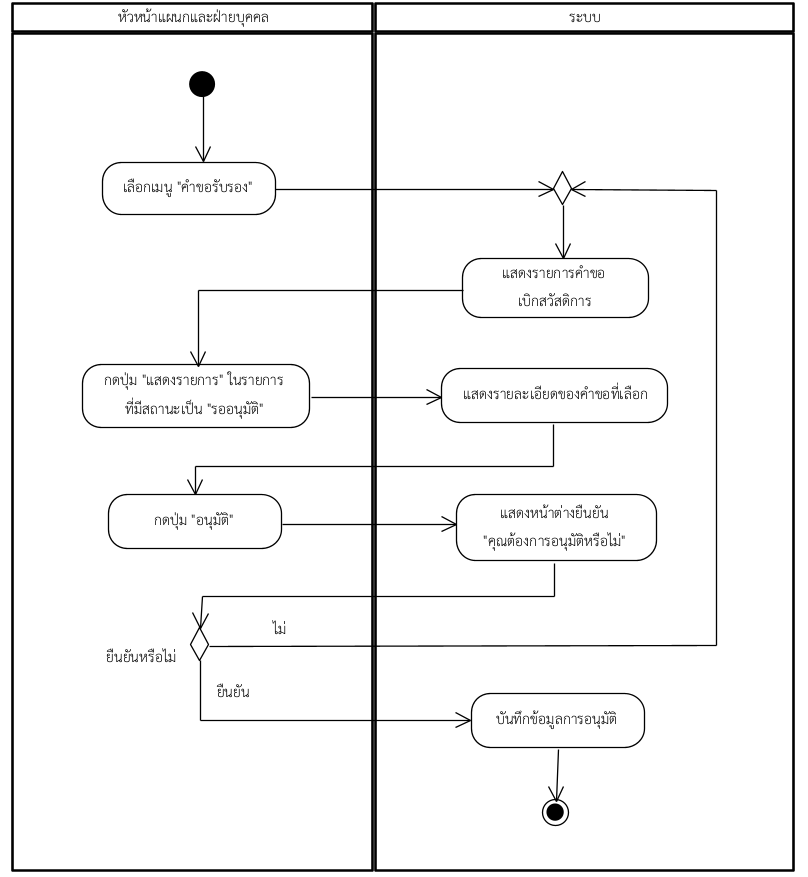 หัวหน้าแผนกและฝ่ายบุคคล
ระบบ
เลือกเมนู "คำขอรับรอง"
แสดงรายการคำขอ
เบิกสวัสดิการ
กดปุ่ม "แสดงรายการ" ในรายการ
ที่มีสถานะเป็น "รออนุมัติ"
แสดงรายละเอียดของคำขอที่เลือก
กดปุ่ม "อนุมัติ"
แสดงหน้าต่างยืนยัน
"คุณต้องการอนุมัติหรือไม่"
ไม่
ยืนยันหรือไม่
ยืนยัน
บันทึกข้อมูลการอนุมัติ